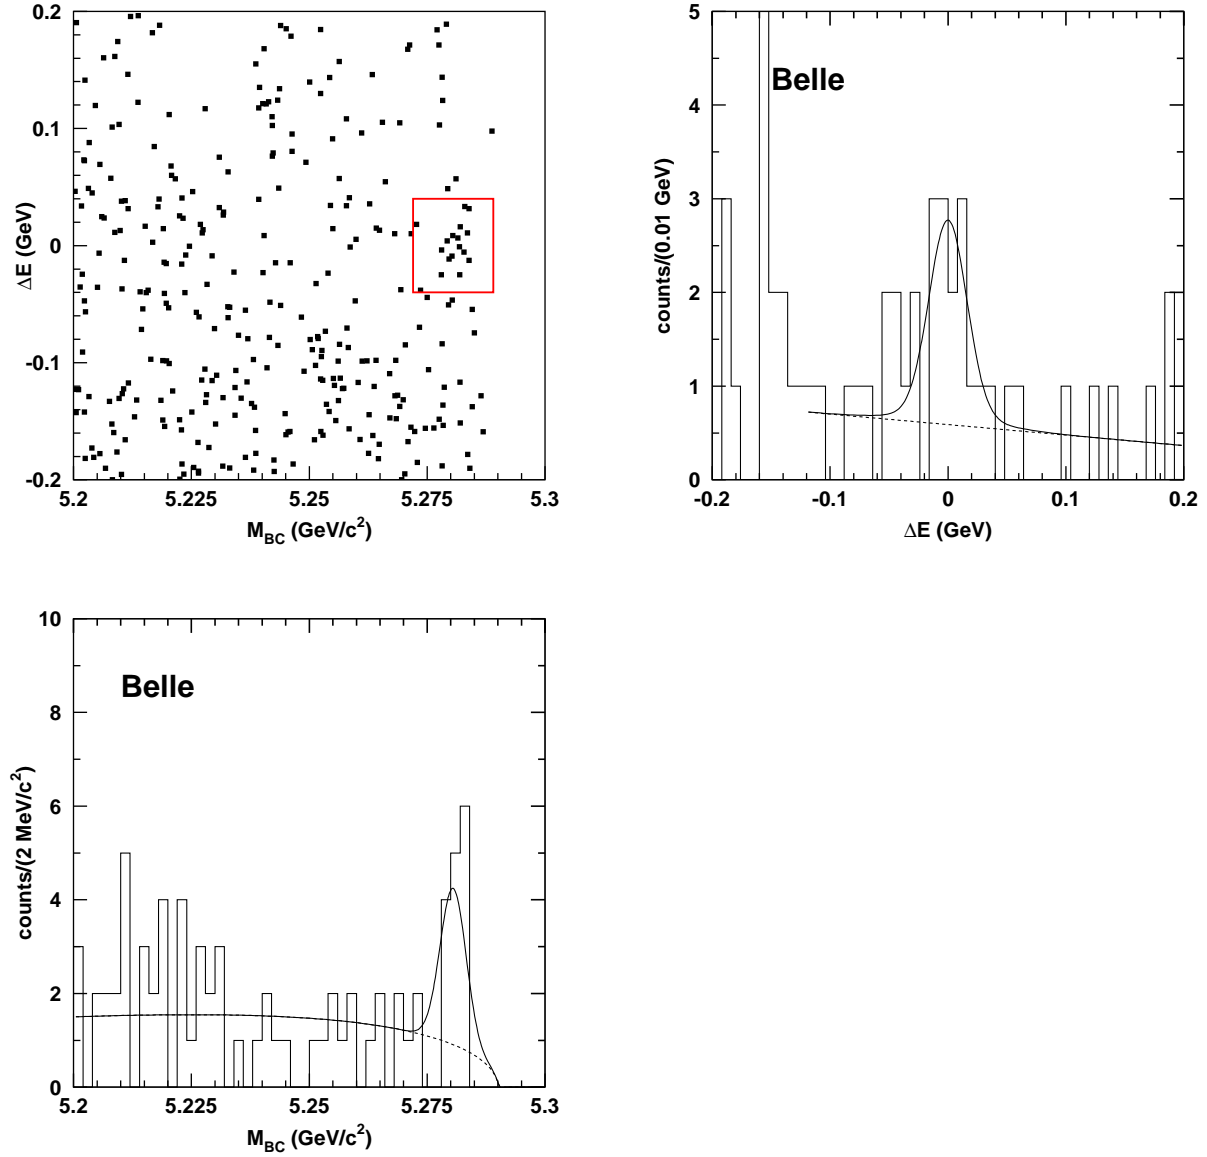 0.2
0.1
0
-0.1
-0.2
ΔE (GeV)
5.2 5.225 5.25 5.275 5.3
M_BC (GeV/c²)
Belle
5
4
3
2
1
0
counts/(0.01 GeV)
-0.2 -0.1 0 0.1 0.2
ΔE (GeV)
Belle
10
8
6
4
2
0
counts/(2 MeV/c²)
5.2 5.225 5.25 5.275 5.3
M_BC (GeV/c²)